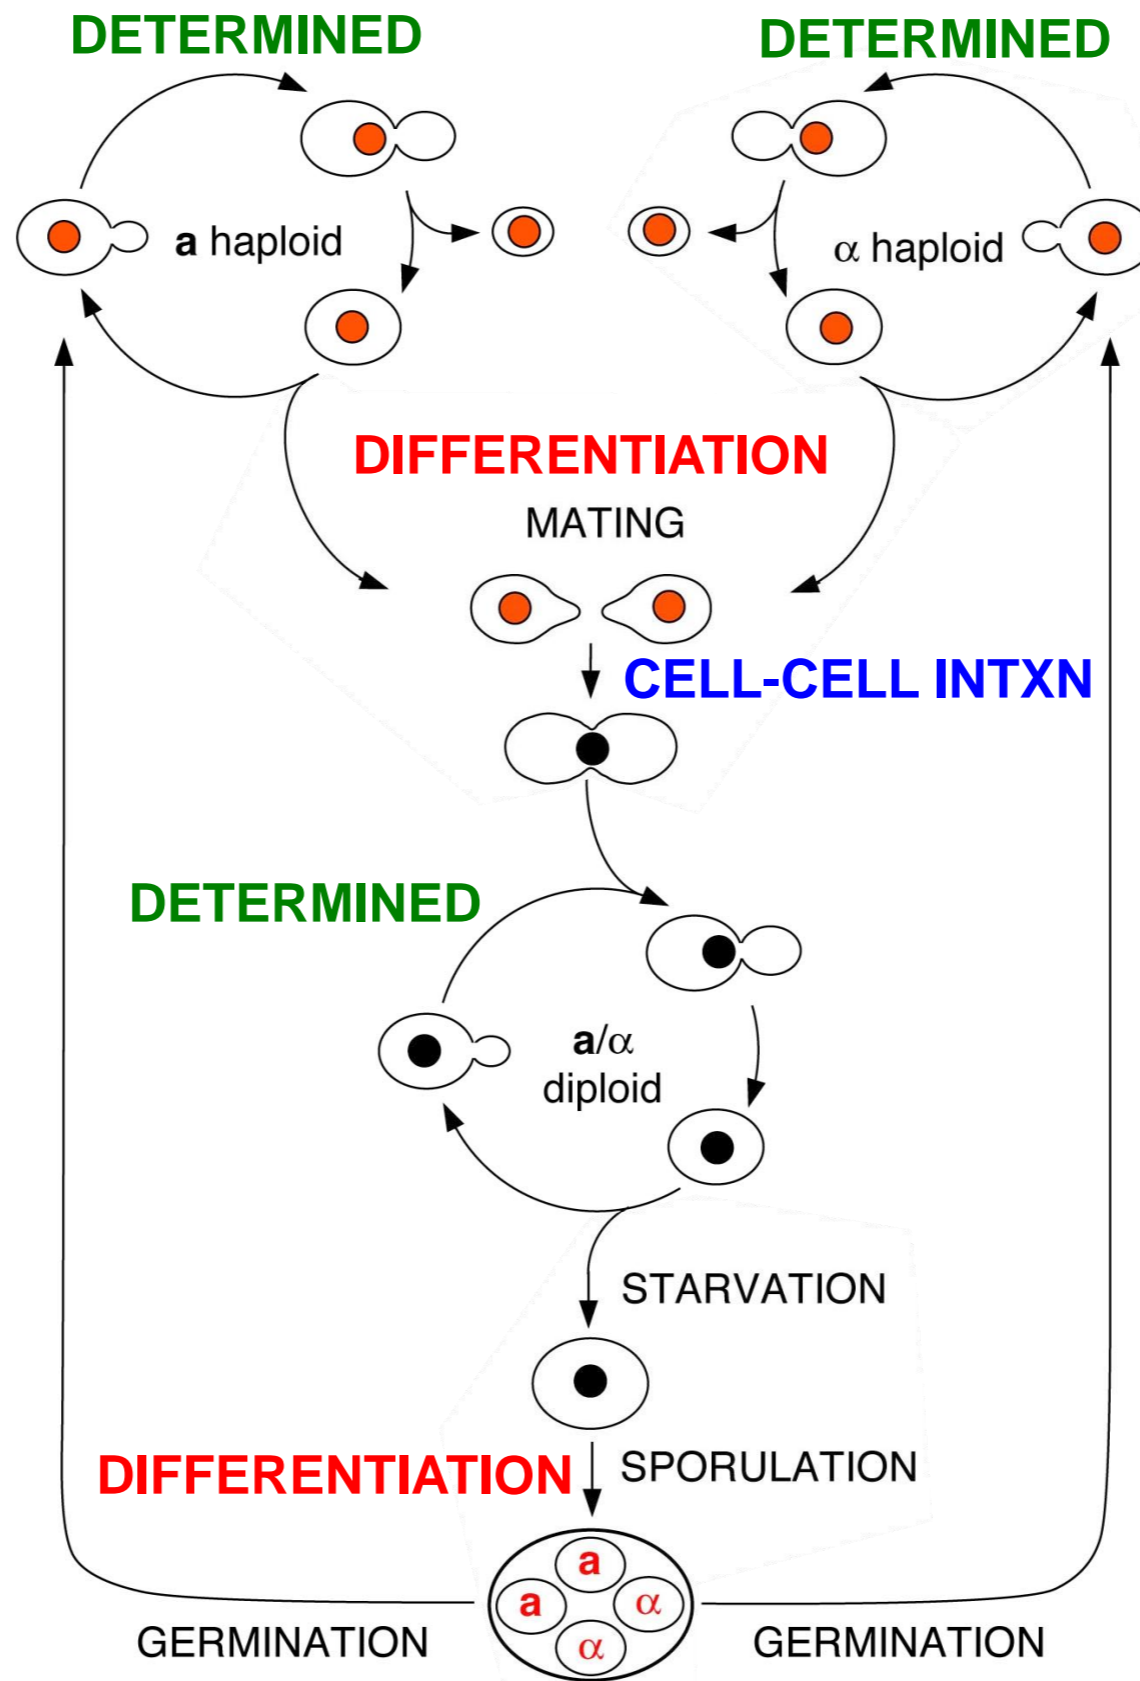 DETERMINED
DETERMINED
a haploid
α haploid
DIFFERENTIATION
MATING
CELL-CELL INTXN
DETERMINED
a/α
diploid
STARVATION
DIFFERENTIATION
SPORULATION
a
a
α
α
GERMINATION
GERMINATION